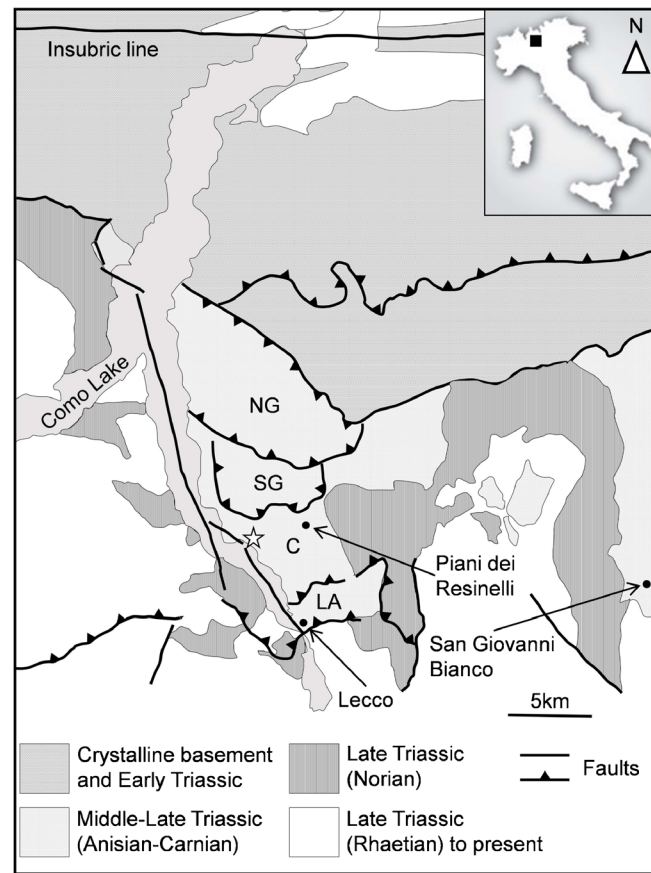 Insubric line
N
Como Lake
NG
SG
C
Piani dei
Resinelli
LA
San Giovanni
Bianco
Lecco
5km
Crystalline basement
and Early Triassic
Late Triassic
(Norian)
Faults
Middle-Late Triassic
(Anisian-Carnian)
Late Triassic
(Rhaetian) to present